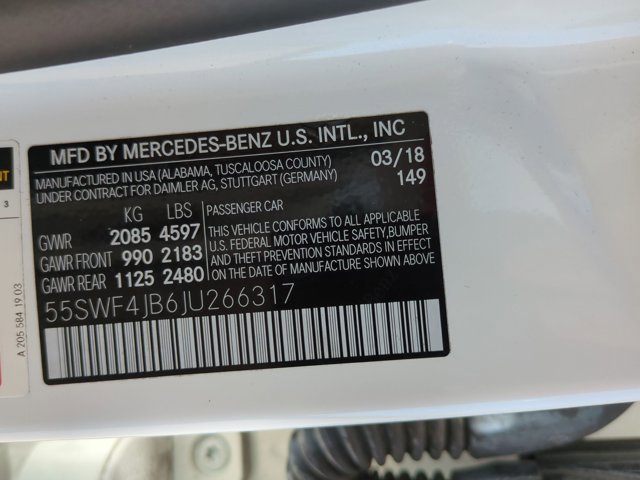 MFD BY MERCEDES-BENZ U.S. INTL., INC
MANUFACTURED IN USA (ALABAMA, TUSCALOOSA COUNTY)
UNDER CONTRACT FOR DAIMLER AG, STUTTGART (GERMANY)
03/18
149
KG LBS
GVWR 2085 4597
GAWR FRONT 990 2183
GAWR REAR 1125 2480
PASSENGER CAR
THIS VEHICLE CONFORMS TO ALL APPLICABLE
U.S. FEDERAL MOTOR VEHICLE SAFETY,BUMPER
AND THEFT PREVENTION STANDARDS IN EFFECT
ON THE DATE OF MANUFACTURE SHOWN ABOVE.
55SWF4JB6JU266317
A 205 584 19 03
3